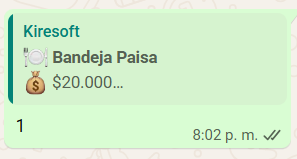 Kiresoft
🍽️ Bandeja Paisa
💰 $20.000…
1
8:02 p. m.